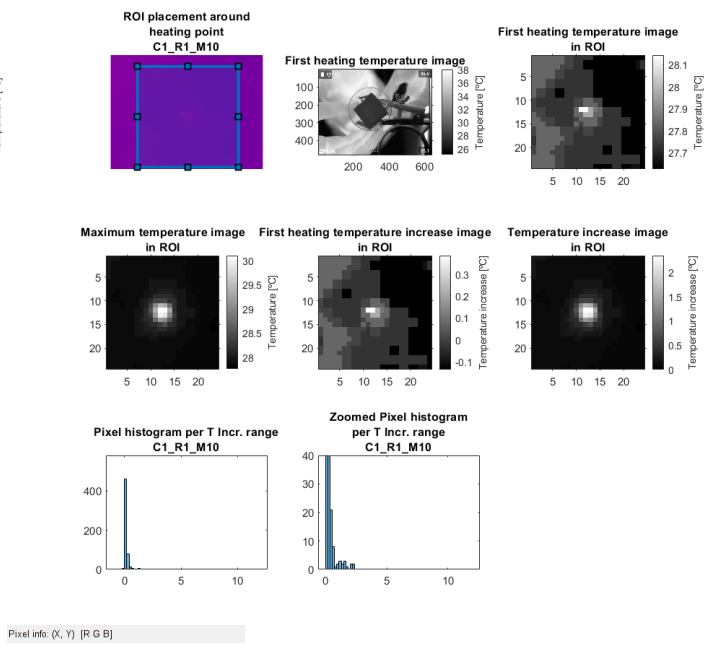 ROI placement around
heating point
C1_R1_M10
First heating temperature image
100
200
300
400
200 400 600
38
36
34
32
30
28
26
Temperature [ºC]
First heating temperature image
in ROI
5
10
15
20
5 10 15 20
28.1
28
27.9
27.8
27.7
Temperature [ºC]
Maximum temperature image
in ROI
5
10
15
20
5 10 15 20
30
29.5
29
28.5
28
Temperature [ºC]
First heating temperature increase image
in ROI
5
10
15
20
5 10 15 20
0.3
0.2
0.1
0
-0.1
Temperature increase [ºC]
Temperature increase image
in ROI
5
10
15
20
5 10 15 20
2
1.5
1
0.5
0
Temperature increase [ºC]
Pixel histogram per T Incr. range
C1_R1_M10
400
200
0
0 5 10
Zoomed Pixel histogram
per T Incr. range
C1_R1_M10
40
30
20
10
0
0 5 10
Pixel info: (X, Y) [R G B]